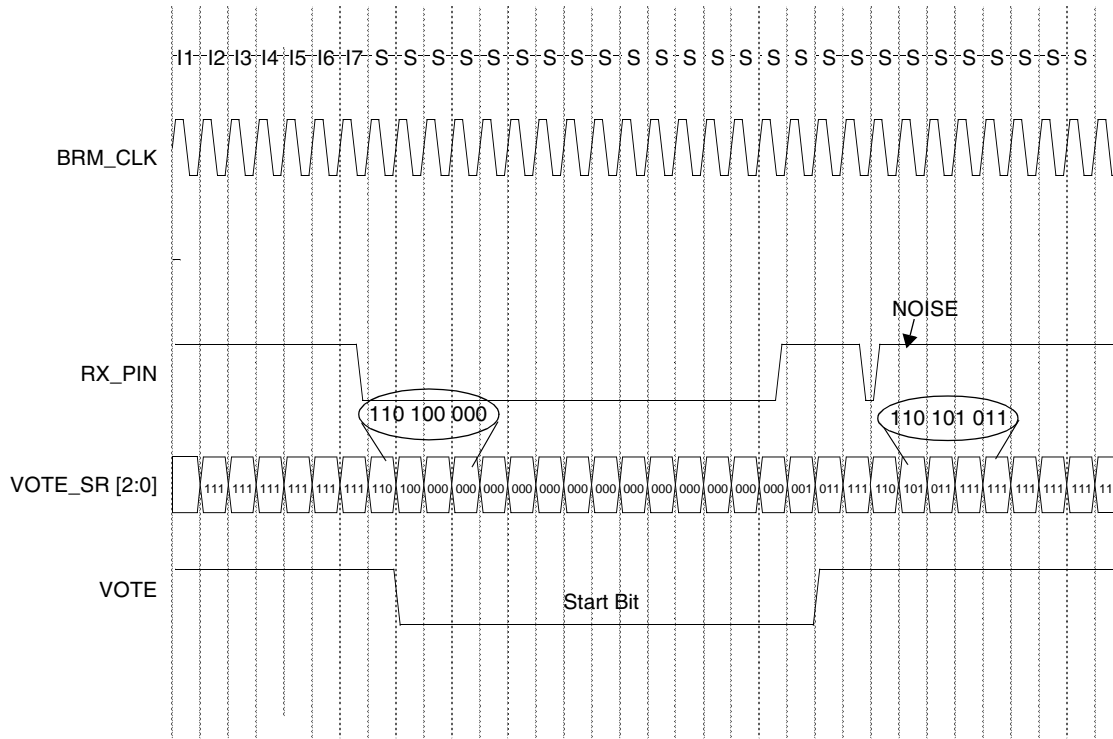 I1 I2 I3 I4 I5 I6 I7 S S S S S S S S S S S S S S S S S S S S S S S S S S
BRM_CLK
NOISE
RX_PIN
110 100 000
110 101 011
VOTE_SR [2:0]
111 111 111 111 111 111 110 100 000 000 000 000 000 000 000 000 000 000 000 000 000 001 011 111 110 101 011 111 111 111 111 111 11
VOTE
Start Bit